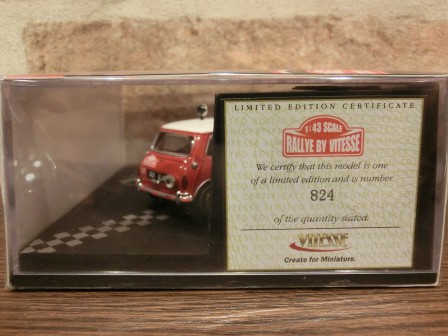 LIMITED EDITION CERTIFICATE
1:43 SCALE
RALLYE BY VITESSE
We certify that this model is one
of a limited edition and is number
824
of the quantity stated.
VITESSE
Create for Miniature.